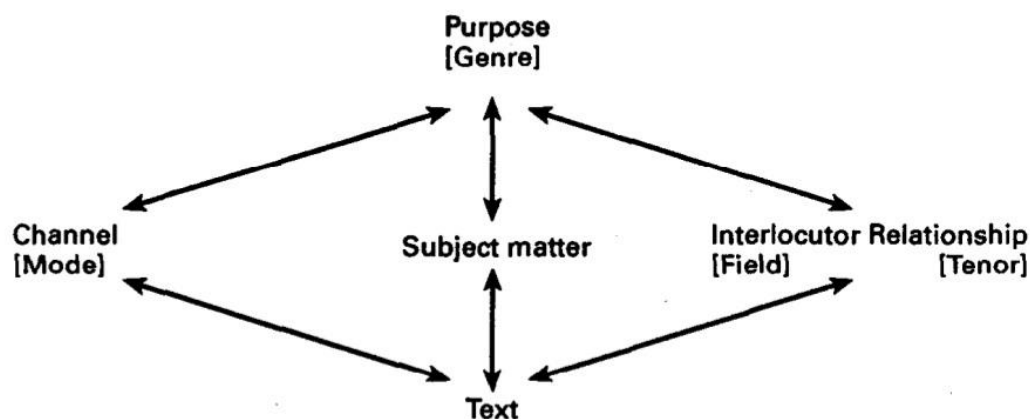 Purpose
[Genre]
Channel
[Mode]
Subject matter
Interlocutor Relationship
[Field] [Tenor]
Text